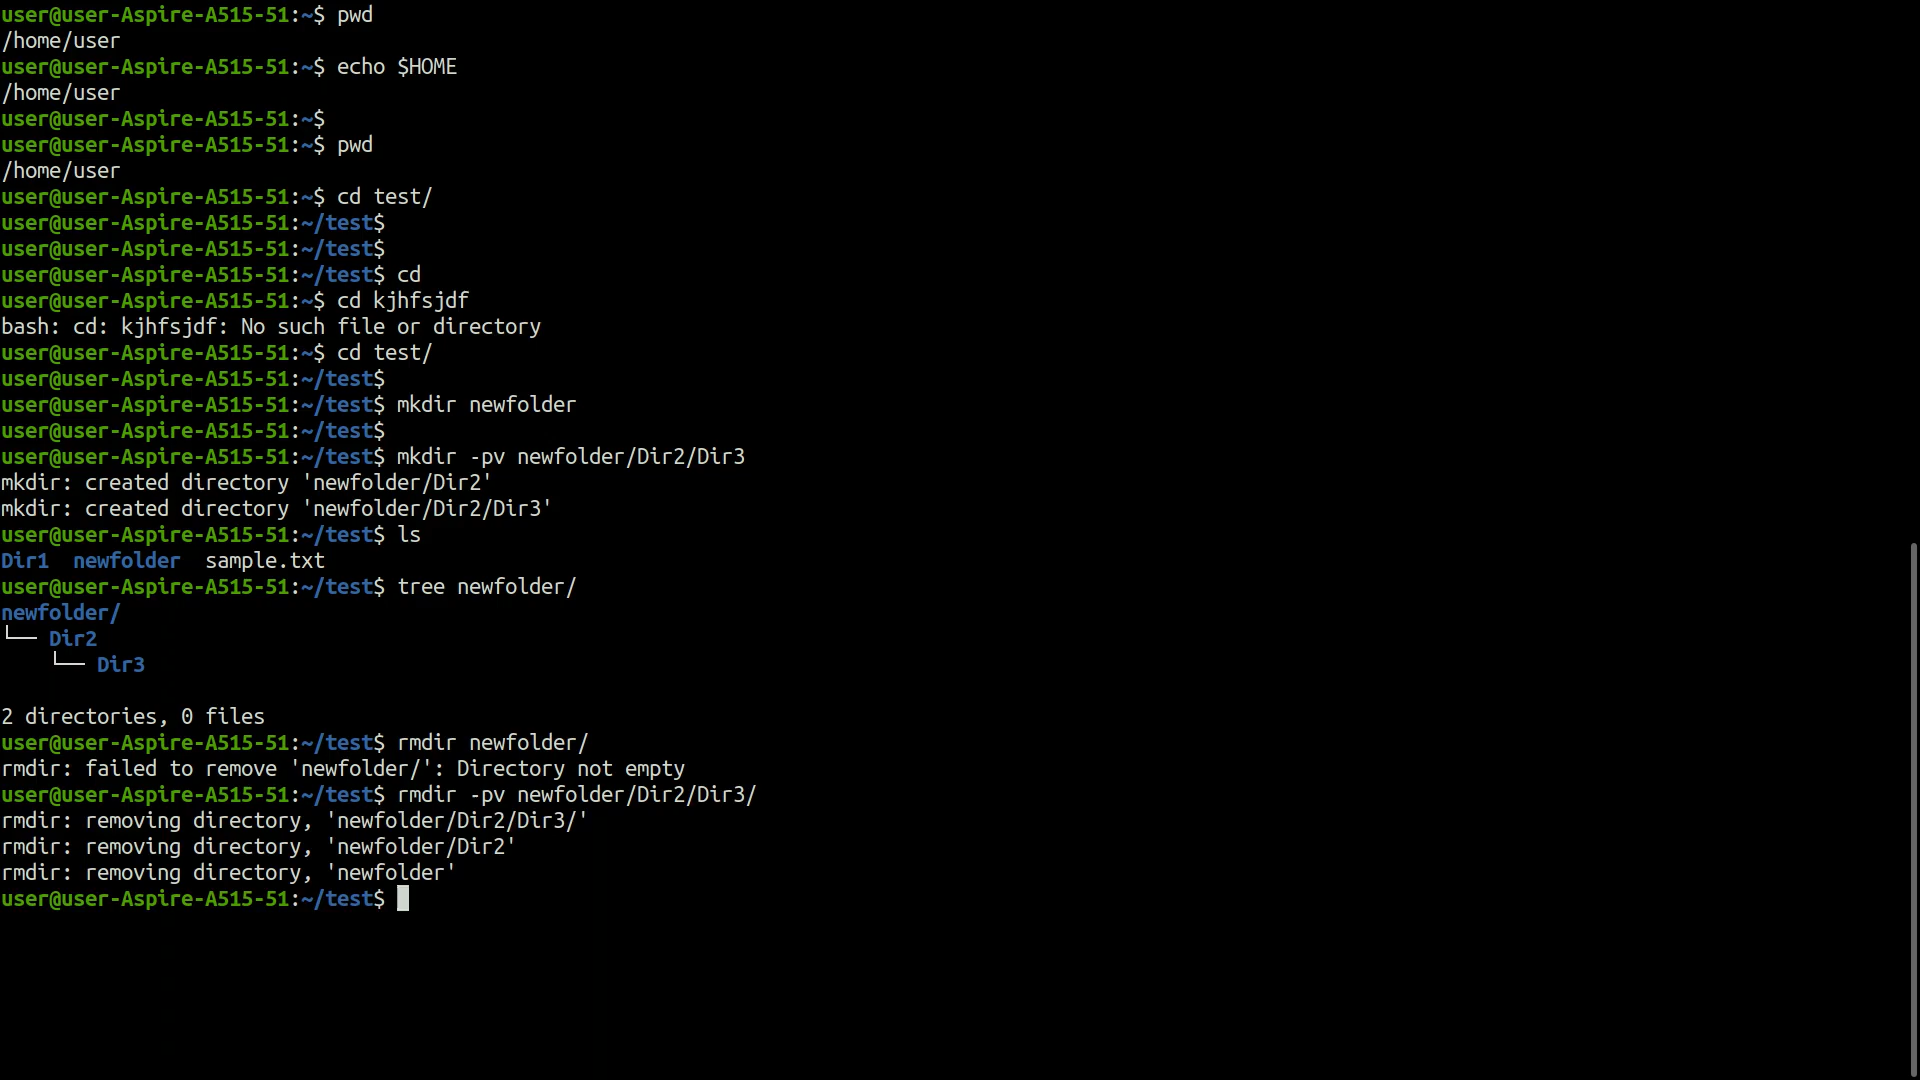 user@user-Aspire-A515-51:~$ pwd
/home/user
user@user-Aspire-A515-51:~$ echo $HOME
/home/user
user@user-Aspire-A515-51:~$
user@user-Aspire-A515-51:~$ pwd
/home/user
user@user-Aspire-A515-51:~$ cd test/
user@user-Aspire-A515-51:~/test$
user@user-Aspire-A515-51:~/test$
user@user-Aspire-A515-51:~/test$ cd
user@user-Aspire-A515-51:~$ cd kjhfsjdf
bash: cd: kjhfsjdf: No such file or directory
user@user-Aspire-A515-51:~$ cd test/
user@user-Aspire-A515-51:~/test$
user@user-Aspire-A515-51:~/test$ mkdir newfolder
user@user-Aspire-A515-51:~/test$
user@user-Aspire-A515-51:~/test$ mkdir -pv newfolder/Dir2/Dir3
mkdir: created directory 'newfolder/Dir2'
mkdir: created directory 'newfolder/Dir2/Dir3'
user@user-Aspire-A515-51:~/test$ ls
Dir1  newfolder  sample.txt
user@user-Aspire-A515-51:~/test$ tree newfolder/
newfolder/
└── Dir2
    └── Dir3

2 directories, 0 files
user@user-Aspire-A515-51:~/test$ rmdir newfolder/
rmdir: failed to remove 'newfolder/': Directory not empty
user@user-Aspire-A515-51:~/test$ rmdir -pv newfolder/Dir2/Dir3/
rmdir: removing directory, 'newfolder/Dir2/Dir3/'
rmdir: removing directory, 'newfolder/Dir2'
rmdir: removing directory, 'newfolder'
user@user-Aspire-A515-51:~/test$